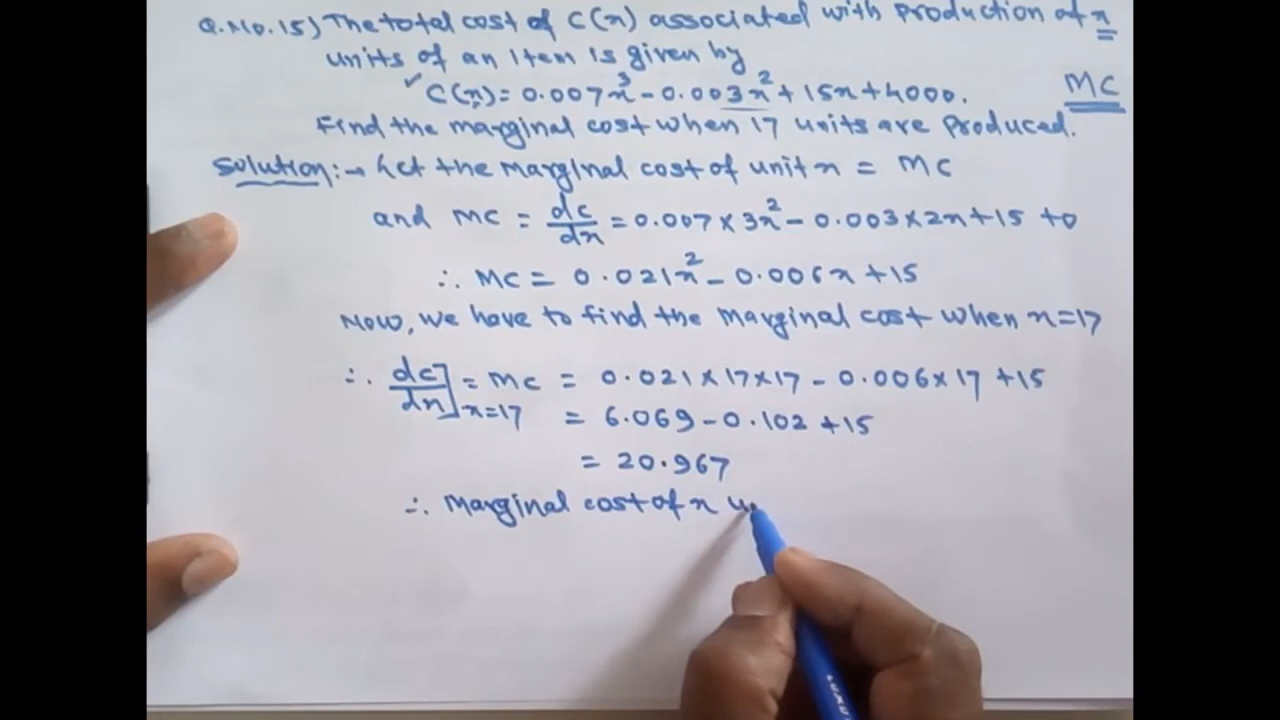 Q.No.15) The total cost of C(x) associated with production of x
units of an item is given by
✓ C(x) = 0.007x³ - 0.003x² + 15x + 4000.
MC
Find the marginal cost when 17 units are produced.
Solution:→ Let the marginal cost of unit x = MC
and MC = dc/dx = 0.007 × 3x² - 0.003 × 2x + 15 + 0
∴ MC = 0.021x² - 0.006x + 15
Now, we have to find the marginal cost when x=17
∴ dc/dx]x=17 = MC = 0.021 × 17 × 17 - 0.006 × 17 + 15
= 6.069 - 0.102 + 15
= 20.967
∴ Marginal cost of x u